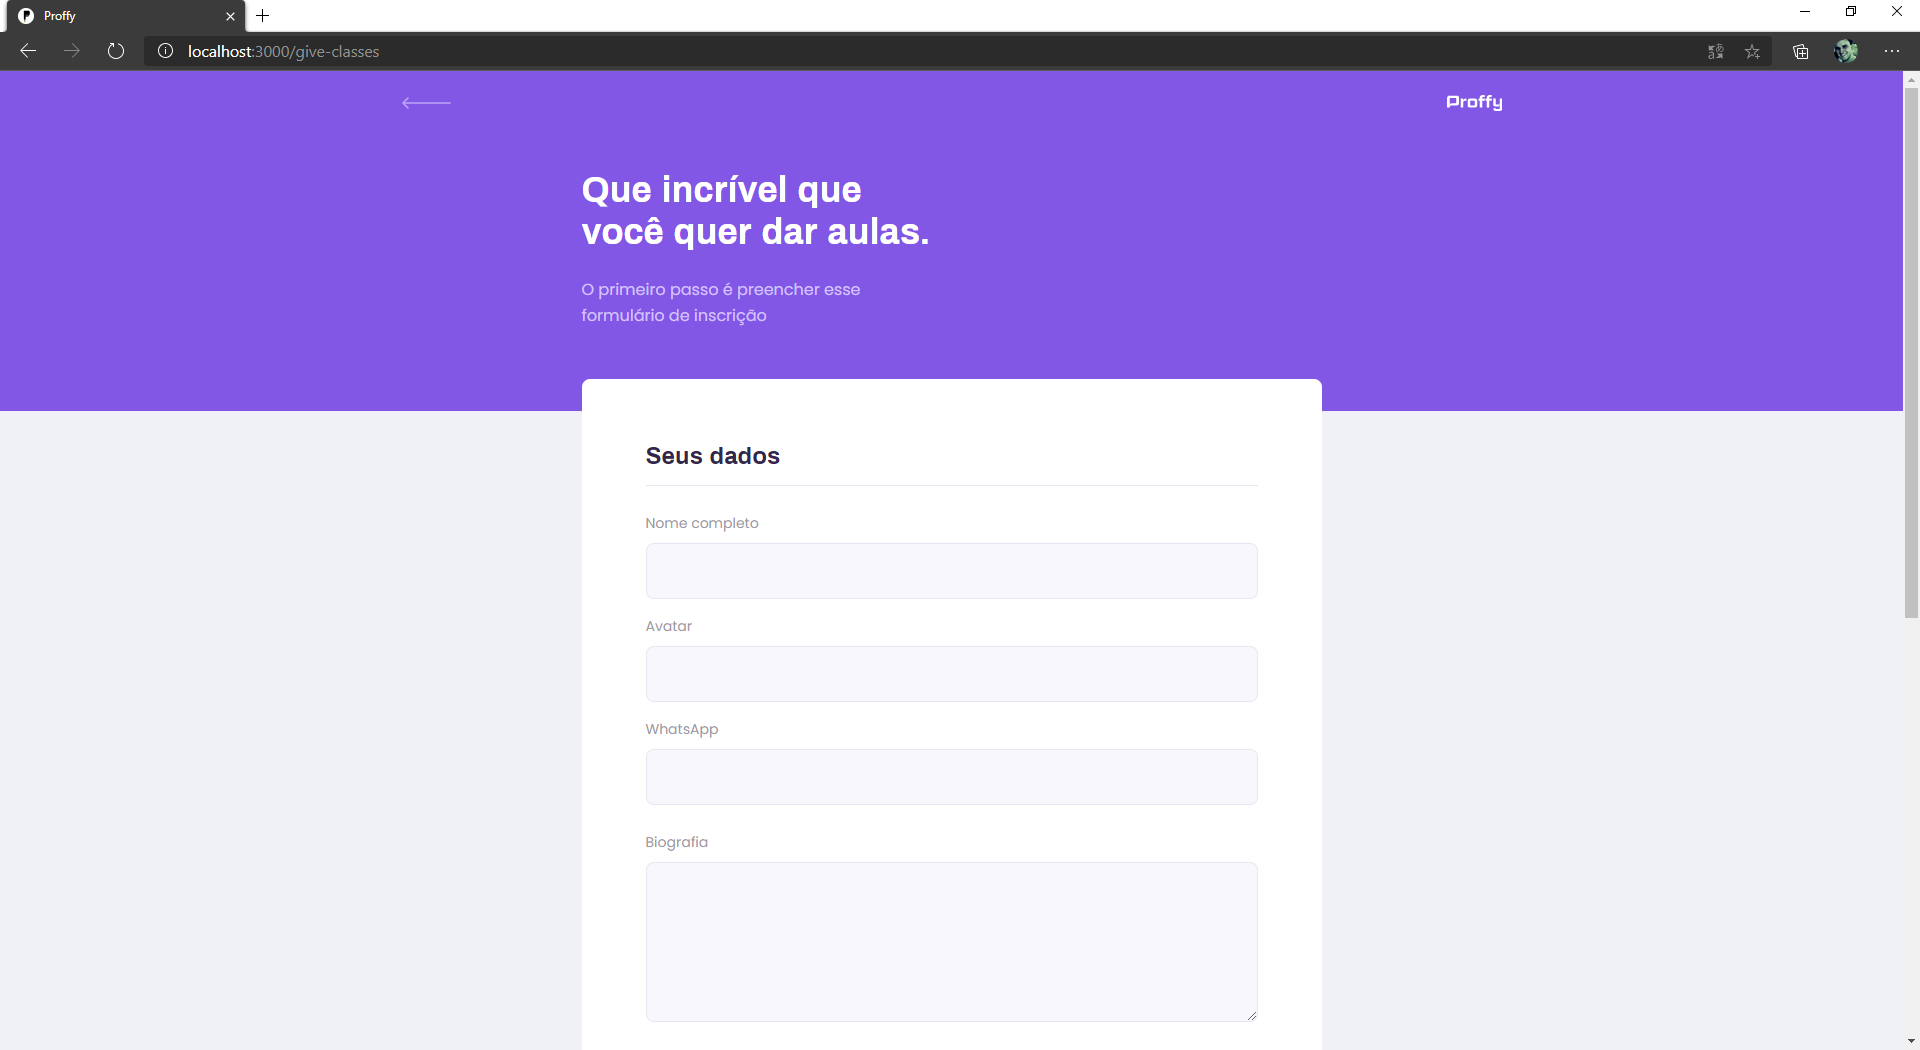 Proffy
localhost:3000/give-classes
Proffy
Que incrível que
você quer dar aulas.
O primeiro passo é preencher esse
formulário de inscrição
Seus dados
Nome completo
Avatar
WhatsApp
Biografia